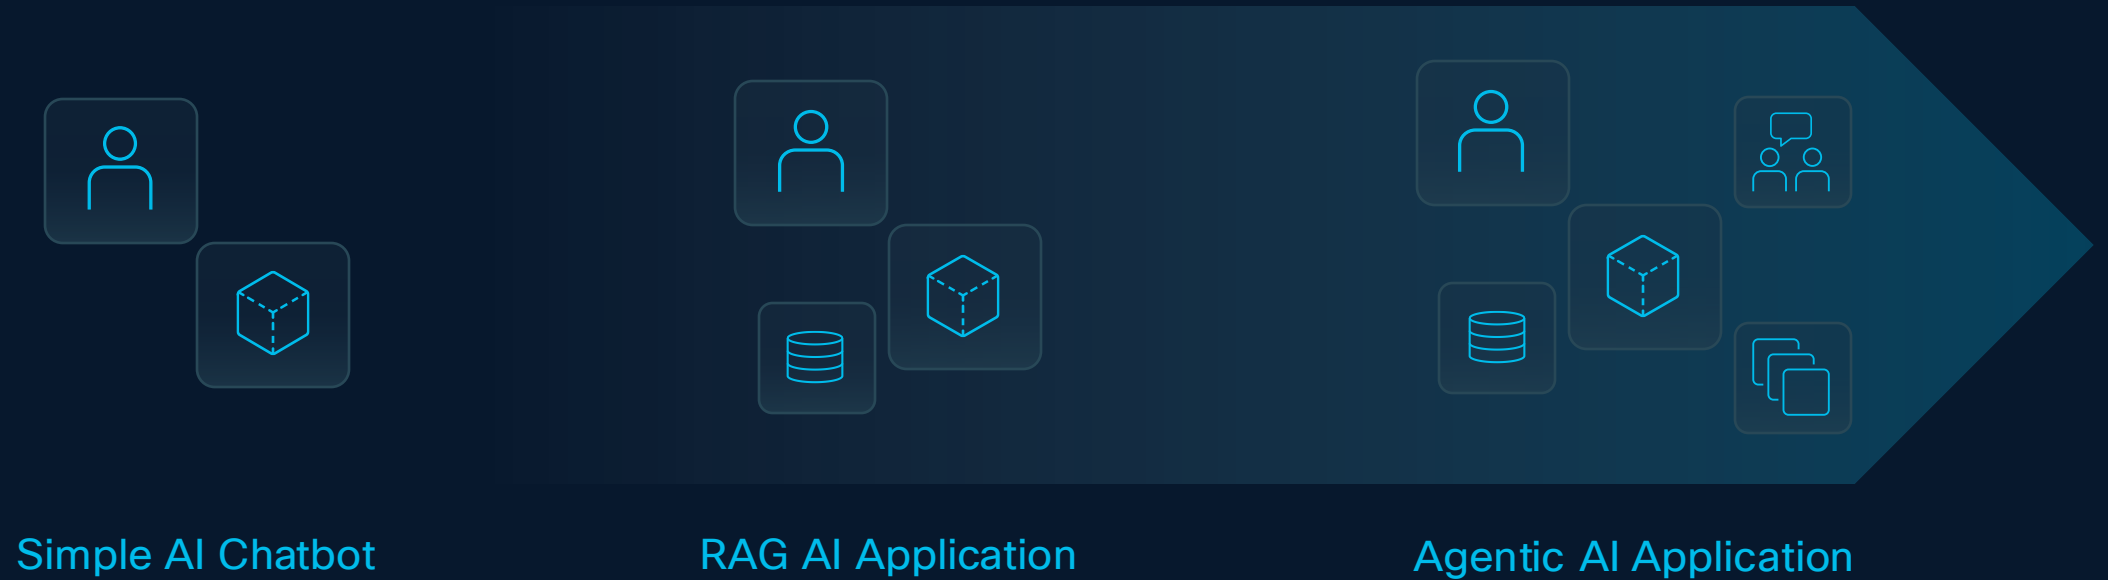 Simple AI Chatbot
RAG AI Application
Agentic AI Application